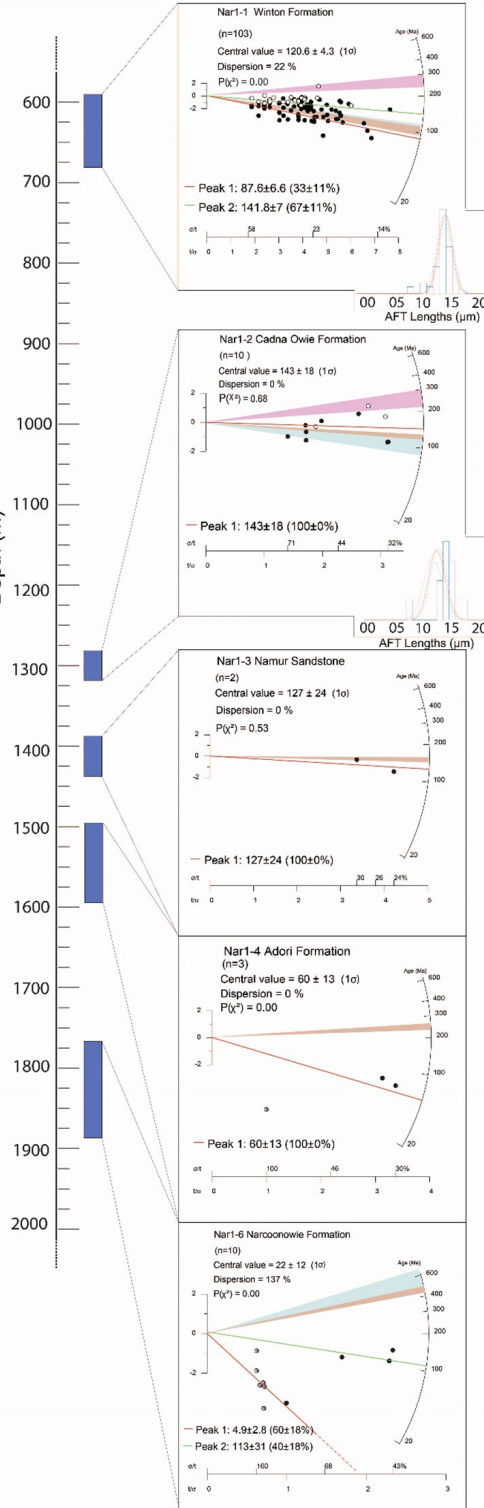 Nar1-1 Winton Formation
(n=103)
Central value = 120.6 ± 4.3 (1σ)
Dispersion = 22 %
P(χ²) = 0.00
Age (Ma)
600
400
300
200
100
20
2
0
-2
Peak 1: 87.6±6.6 (33±11%)
Peak 2: 141.8±7 (67±11%)
σ/t 58 23 14%
t/σ 0 1 2 3 4 5 6 7 8
00 05 10 15 20
AFT Lengths (µm)
Nar1-2 Cadna Owie Formation
(n=10 )
Central value = 143 ± 18 (1σ)
Dispersion = 0 %
P(X²) = 0.68
Age (Ma)
600
400
300
200
100
20
2
0
-2
Peak 1: 143±18 (100±0%)
σ/t 71 44 32%
t/σ 0 1 2 3
00 05 10 15 20
AFT Lengths (µm)
Nar1-3 Namur Sandstone
(n=2)
Central value = 127 ± 24 (1σ)
Dispersion = 0 %
P(χ²) = 0.53
Age (Ma)
600
400
300
200
100
20
2
0
-2
Peak 1: 127±24 (100±0%)
σ/t 30 26 24%
t/σ 0 1 2 3 4 5
Nar1-4 Adori Formation
(n=3)
Central value = 60 ± 13 (1σ)
Dispersion = 0 %
P(χ²) = 0.00
Age (Ma)
600
400
300
200
100
20
2
0
-2
Peak 1: 60±13 (100±0%)
σ/t 100 46 30%
t/σ 0 1 2 3 4
Nar1-6 Narcoonowie Formation
(n=10)
Central value = 22 ± 12 (1σ)
Dispersion = 137 %
P(χ²) = 0.00
Age (Ma)
600
400
300
200
100
20
2
0
-2
Peak 1: 4.9±2.8 (60±18%)
Peak 2: 113±31 (40±18%)
σ/t 160 68 43%
t/σ 0 1 2 3
600
700
800
900
1000
1100
1200
1300
1400
1500
1600
1700
1800
1900
2000